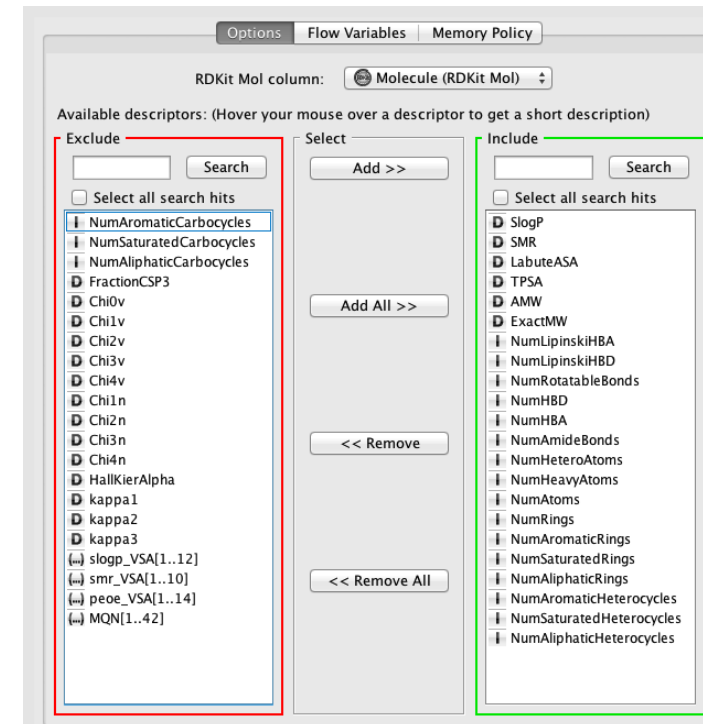 Options Flow Variables Memory Policy
RDKit Mol column: Molecule (RDKit Mol)
Available descriptors: (Hover your mouse over a descriptor to get a short description)
Exclude
Search
Select all search hits
I NumAromaticCarbocycles
I NumSaturatedCarbocycles
I NumAliphaticCarbocycles
D FractionCSP3
D Chi0v
D Chi1v
D Chi2v
D Chi3v
D Chi4v
D Chi1n
D Chi2n
D Chi3n
D Chi4n
D HallKierAlpha
D kappa1
D kappa2
D kappa3
(...) slogp_VSA[1..12]
(...) smr_VSA[1..10]
(...) peoe_VSA[1..14]
(...) MQN[1..42]
Select
Add >>
Add All >>
<< Remove
<< Remove All
Include
Search
Select all search hits
D SlogP
D SMR
D LabuteASA
D TPSA
D AMW
D ExactMW
I NumLipinskiHBA
I NumLipinskiHBD
I NumRotatableBonds
I NumHBD
I NumHBA
I NumAmideBonds
I NumHeteroAtoms
I NumHeavyAtoms
I NumAtoms
I NumRings
I NumAromaticRings
I NumSaturatedRings
I NumAliphaticRings
I NumAromaticHeterocycles
I NumSaturatedHeterocycles
I NumAliphaticHeterocycles